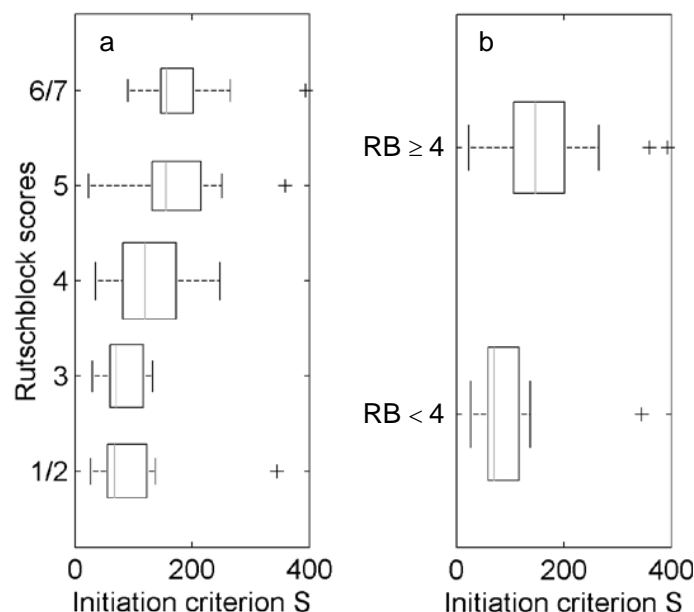 a
6/7
5
4
3
1/2
Rutschblock scores
0 200 400
Initiation criterion S
b
RB ≥ 4
RB < 4
0 200 400
Initiation criterion S